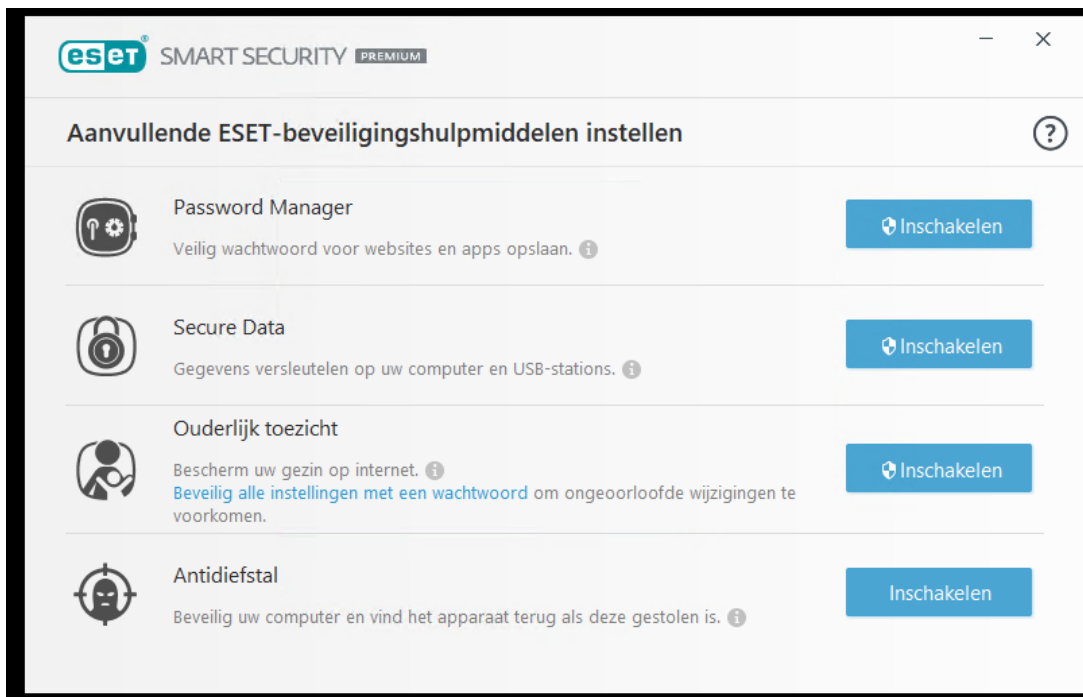 eset® SMART SECURITY PREMIUM
Aanvullende ESET-beveiligingshulpmiddelen instellen
?
Password Manager
Veilig wachtwoord voor websites en apps opslaan.
Inschakelen
Secure Data
Gegevens versleutelen op uw computer en USB-stations.
Inschakelen
Ouderlijk toezicht
Bescherm uw gezin op internet.
Beveilig alle instellingen met een wachtwoord om ongeoorloofde wijzigingen te
voorkomen.
Inschakelen
Antidiefstal
Beveilig uw computer en vind het apparaat terug als deze gestolen is.
Inschakelen